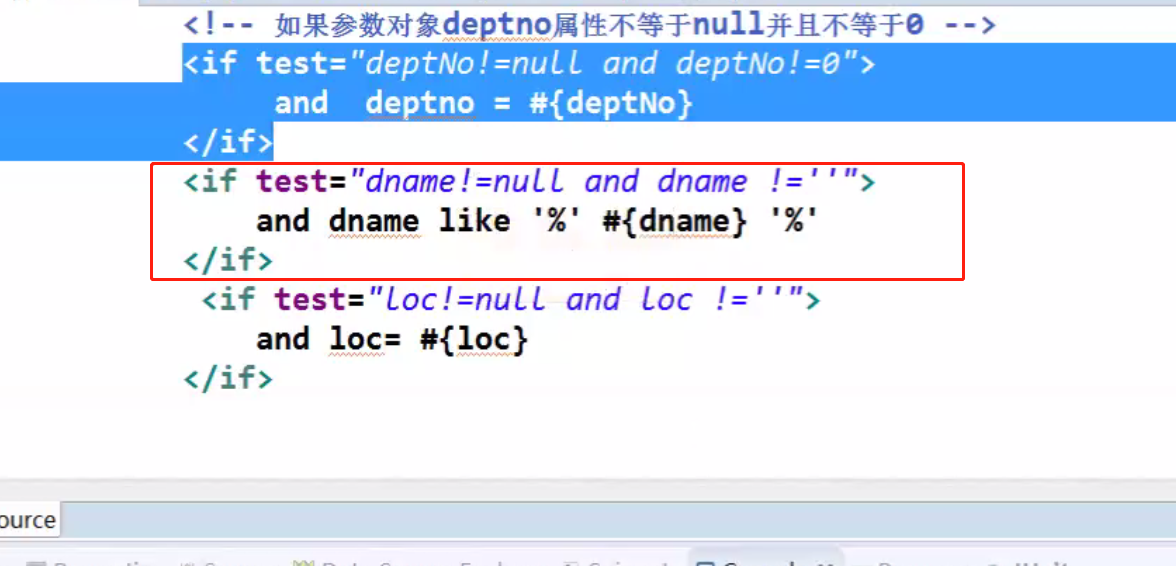 <!-- 如果参数对象deptno属性不等于null并且不等于0 -->
<if test="deptNo!=null and deptNo!=0">
and deptno = #{deptNo}
</if>
<if test="dname!=null and dname !=''">
and dname like '%' #{dname} '%'
</if>
<if test="loc!=null and loc !=''">
and loc= #{loc}
</if>
ource